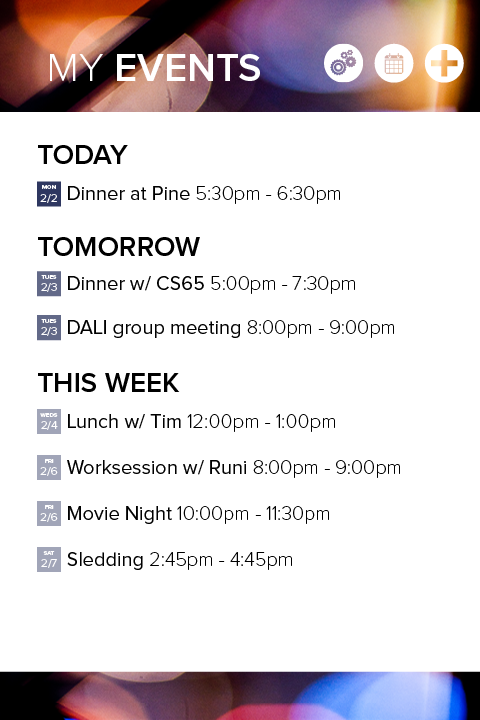 MY EVENTS
TODAY
MON
2/2
Dinner at Pine 5:30pm - 6:30pm
TOMORROW
TUES
2/3
Dinner w/ CS65 5:00pm - 7:30pm
TUES
2/3
DALI group meeting 8:00pm - 9:00pm
THIS WEEK
WEDS
2/4
Lunch w/ Tim 12:00pm - 1:00pm
FRI
2/6
Worksession w/ Runi 8:00pm - 9:00pm
FRI
2/6
Movie Night 10:00pm - 11:30pm
SAT
2/7
Sledding 2:45pm - 4:45pm